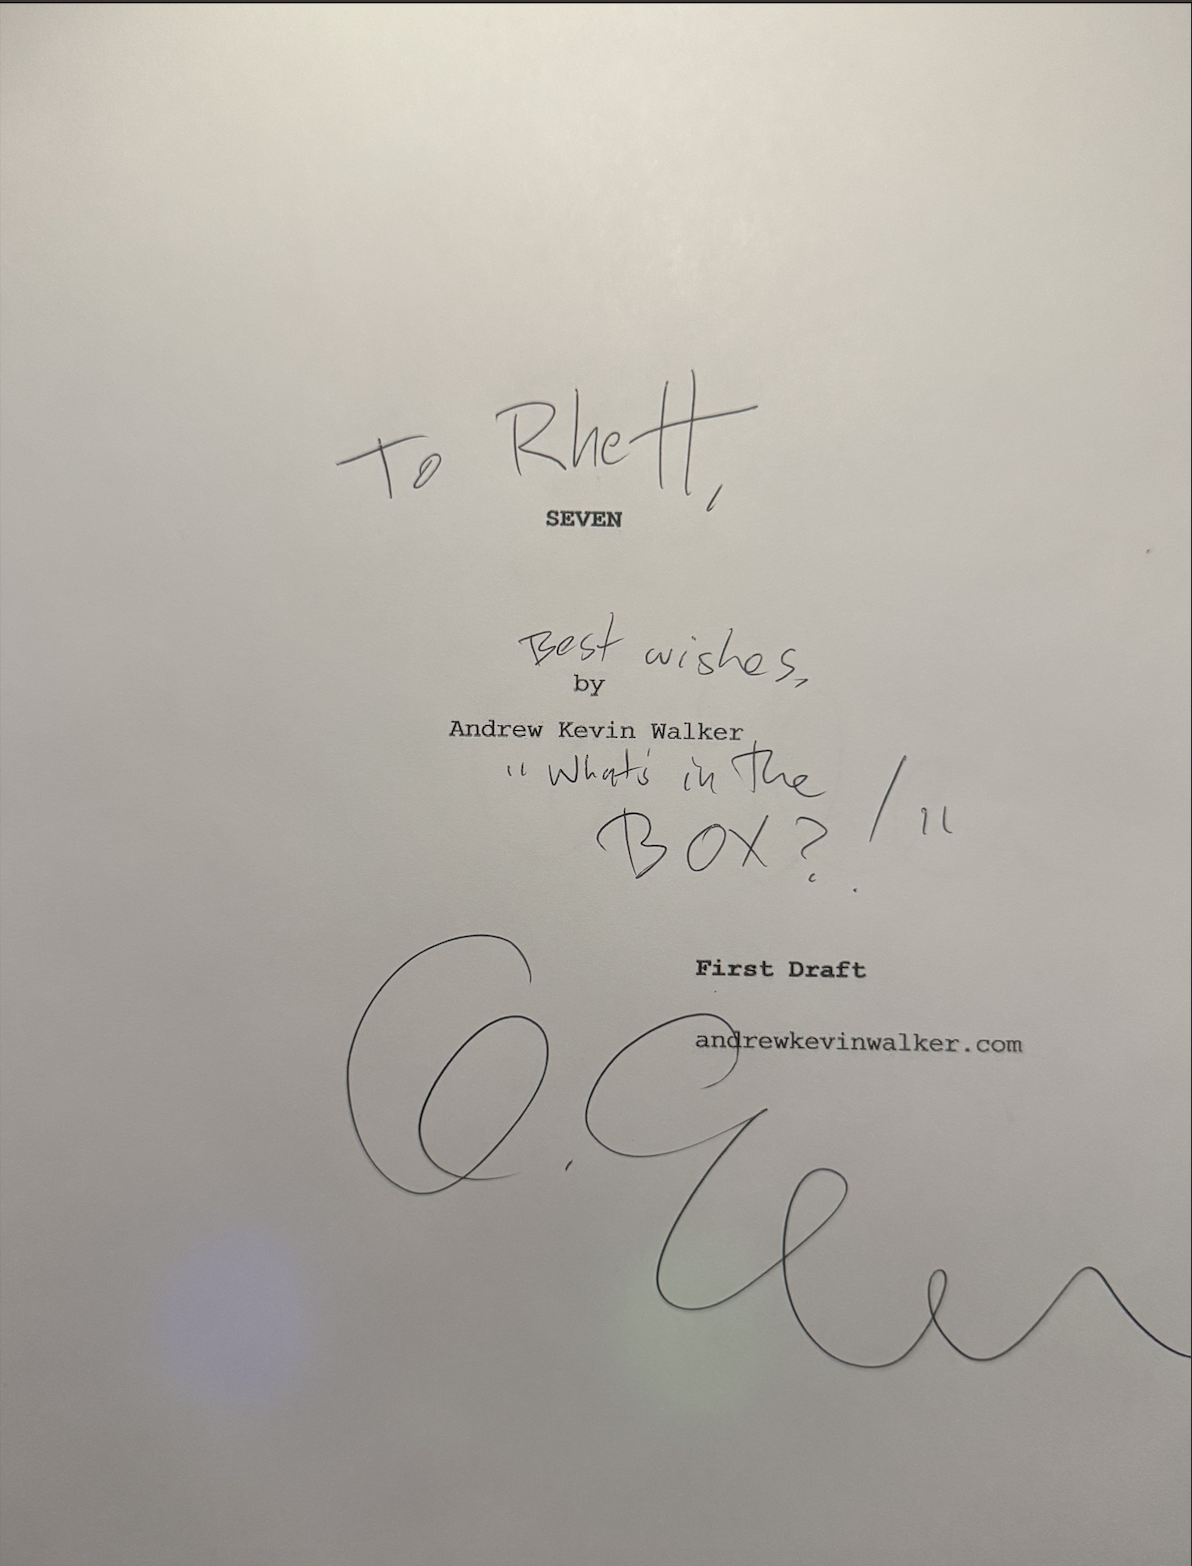 To Rhett,
SEVEN
Best wishes,
by
Andrew Kevin Walker
"What's in the
BOX?!"
First Draft
andrewkevinwalker.com